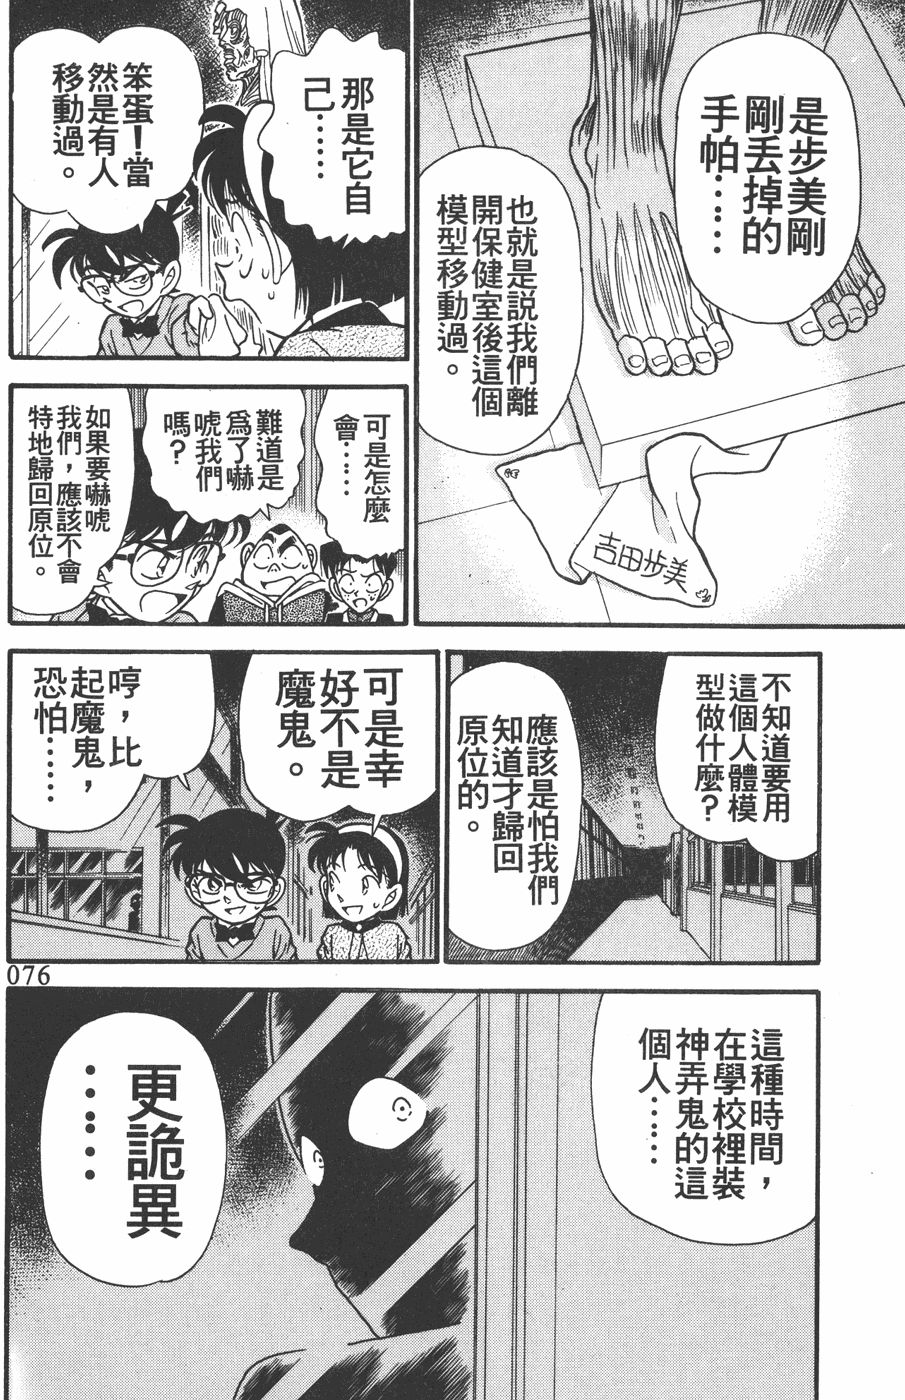 是步美剛
剛丟掉的
手帕……
也就是說我們離
開保健室後這個
模型移動過。
吉田步美
那是它自
己……
笨蛋！當
然是有人
移動過。
可是怎麼
會……
難道是
為了嚇
唬我們
嗎？
如果要嚇唬
我們，應該不會
特地歸回原位。
不知道要用
這個人體模
型做什麼？
應該是怕我們
知道才歸回
原位的。
可是幸
好不是
魔鬼。
哼，比
起魔鬼，
恐怕……
076
這種時間，
在學校裡裝
神弄鬼的這
個人……
更詭異
……